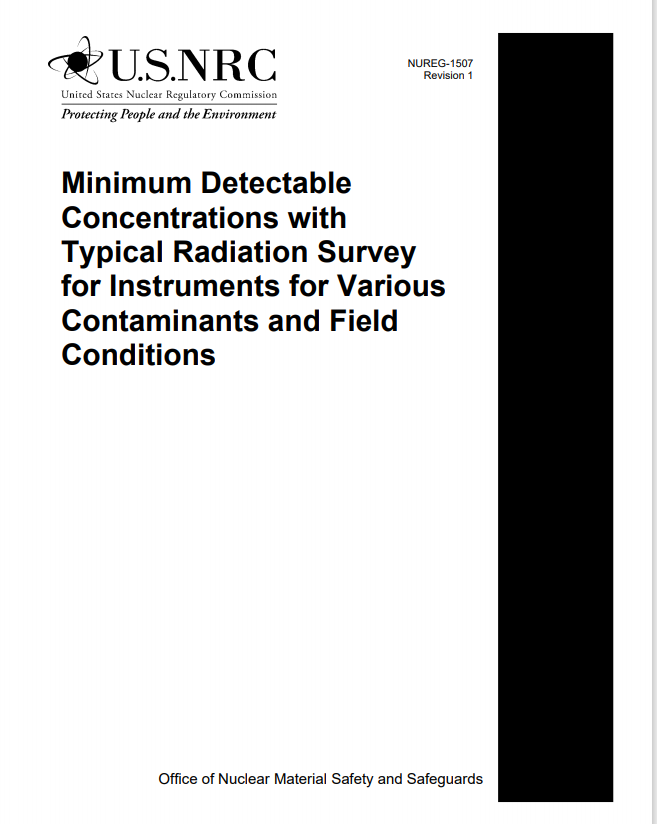 U.S.NRC
United States Nuclear Regulatory Commission
Protecting People and the Environment
NUREG-1507
Revision 1
Minimum Detectable
Concentrations with
Typical Radiation Survey
for Instruments for Various
Contaminants and Field
Conditions
Office of Nuclear Material Safety and Safeguards